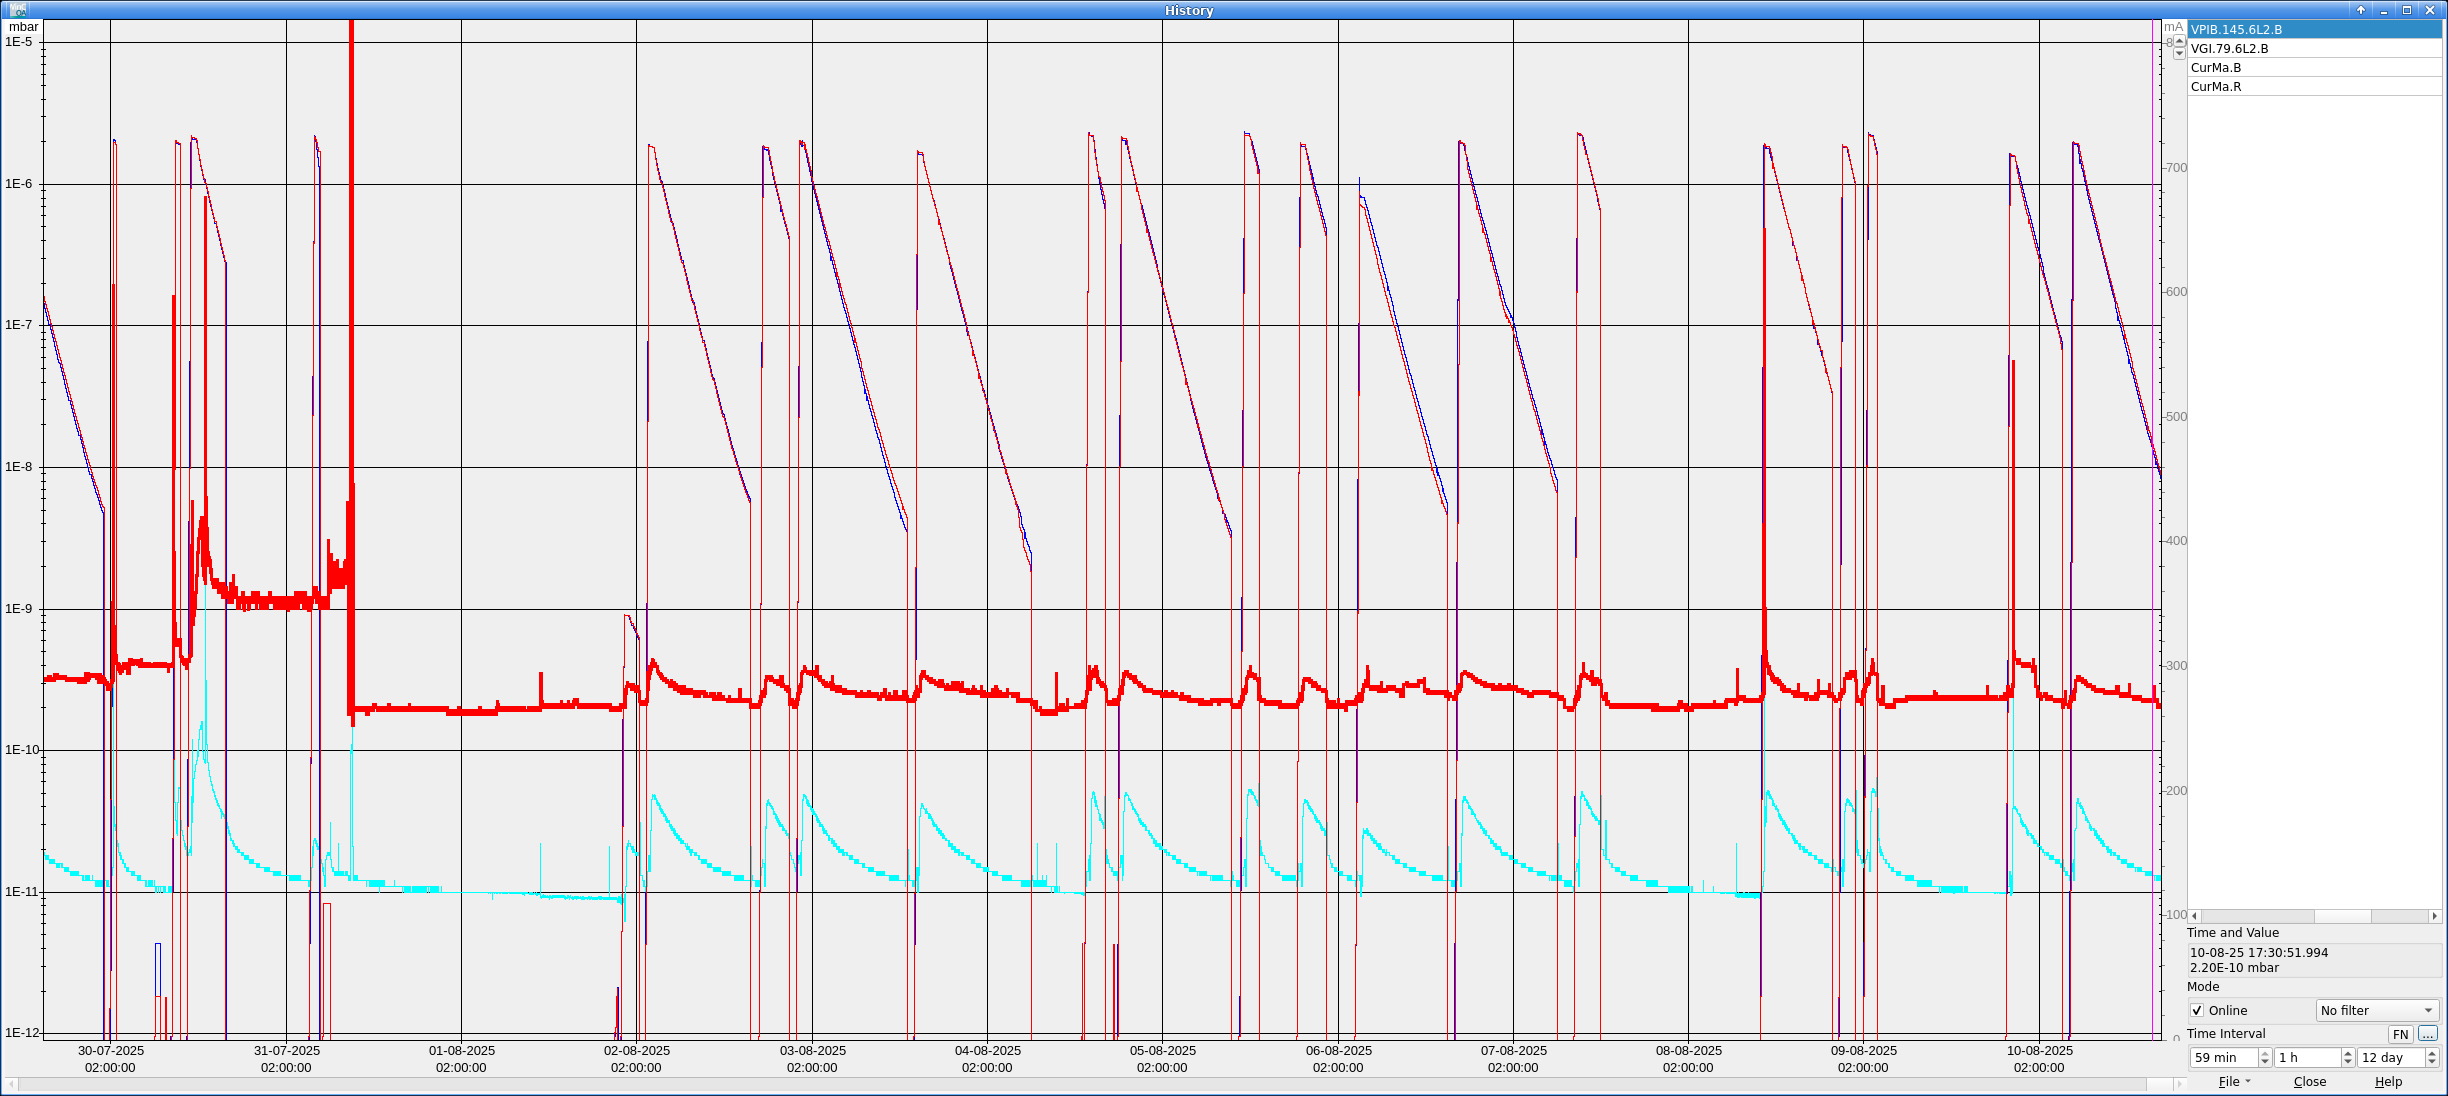 History
mbar
1E-5
1E-6
1E-7
1E-8
1E-9
1E-10
1E-11
1E-12
30-07-2025 31-07-2025 01-08-2025 02-08-2025 03-08-2025 04-08-2025 05-08-2025 06-08-2025 07-08-2025 08-08-2025 09-08-2025 10-08-2025
02:00:00 02:00:00 02:00:00 02:00:00 02:00:00 02:00:00 02:00:00 02:00:00 02:00:00 02:00:00 02:00:00 02:00:00
mA
700
600
500
400
300
200
100
0
VPIB.145.6L2.B
VGI.79.6L2.B
CurMa.B
CurMa.R
Time and Value
10-08-25 17:30:51.994
2.20E-10 mbar
Mode
Online No filter
Time Interval FN ...
59 min 1 h 12 day
File Close Help